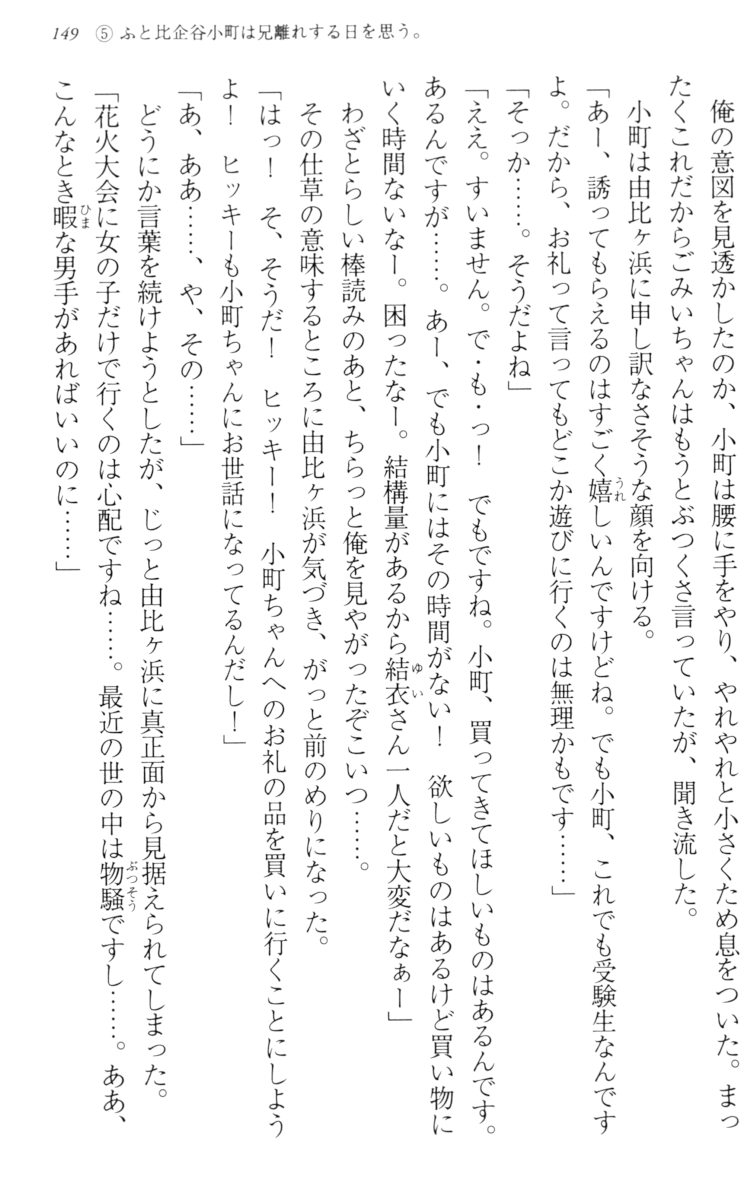 149 ⑤ ふと比企谷小町は兄離れする日を思う。
　俺の意図を見透かしたのか、小町は腰に手をやり、やれやれと小さくため息をついた。まっ
たくこれだからごみいちゃんはもうとぶつくさ言っていたが、聞き流した。
　小町は由比ヶ浜に申し訳なさそうな顔を向ける。
「あー、誘ってもらえるのはすごく嬉しいんですけどね。でも小町、これでも受験生なんです
よ。だから、お礼って言ってもどこか遊びに行くのは無理かもです……」
「そっか……。そうだよね」
「ええ。すいません。で・も・っ！　でもですね。小町、買ってきてほしいものはあるんです。
あるんですが……。あー、でも小町にはその時間がない！　欲しいものはあるけど買い物に
いく時間ないなー。困ったなー。結構量があるから結衣さん一人だと大変だなぁー」
　わざとらしい棒読みのあと、ちらっと俺を見やがったぞこいつ……。
　その仕草の意味するところに由比ヶ浜が気づき、がっと前のめりになった。
「はっ！　そ、そうだ！　ヒッキー！　小町ちゃんへのお礼の品を買いに行くことにしよう
よ！　ヒッキーも小町ちゃんにお世話になってるんだし！」
「あ、ああ……、や、その……」
　どうにか言葉を続けようとしたが、じっと由比ヶ浜に真正面から見据えられてしまった。
「花火大会に女の子だけで行くのは心配ですね……。最近の世の中は物騒ですし……。ああ、
こんなとき暇な男手があればいいのに……」